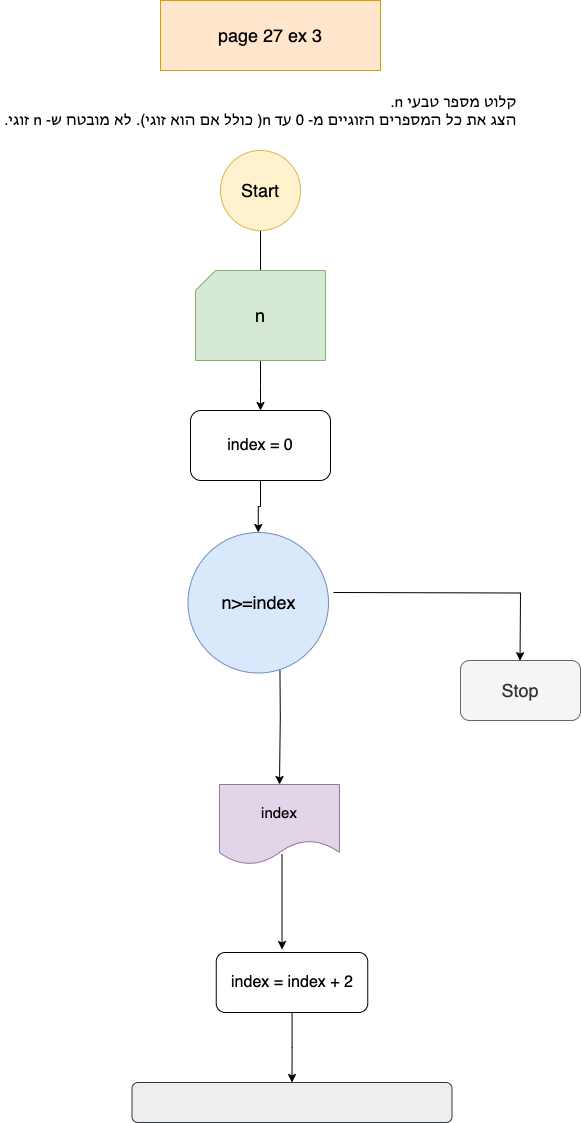 page 27 ex 3
קלוט מספר טבעי n.
הצג את כל המספרים הזוגיים מ- 0 עד n( כולל אם הוא זוגי). לא מובטח ש- n זוגי.
Start
n
index = 0
n>=index
Stop
index
index = index + 2